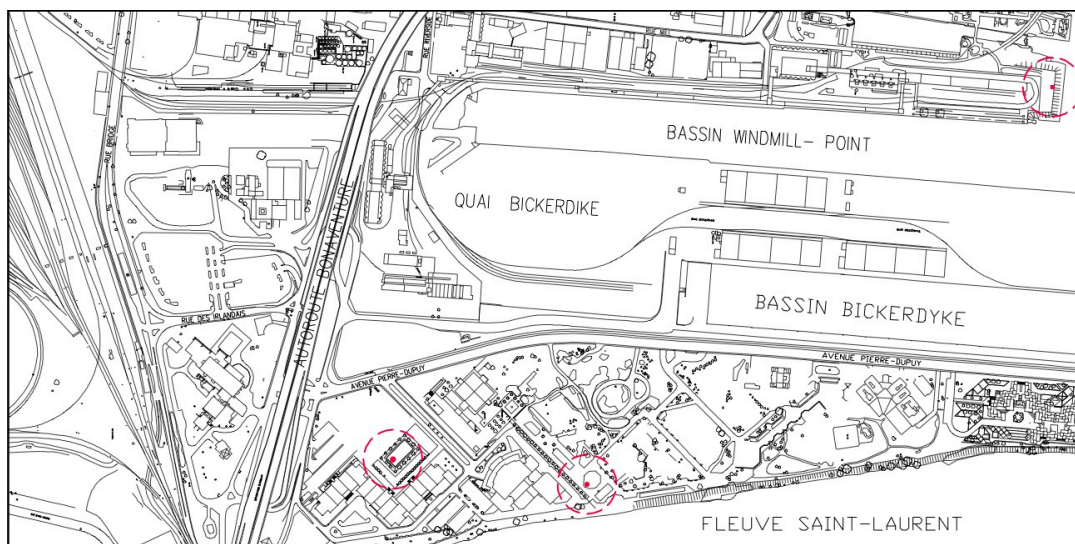 RUE MILL
RUE RIVERSIDE
RUE BRIDGE
BASSIN WINDMILL- POINT
QUAI BICKERDIKE
AUTOROUTE BONAVENTURE
BASSIN BICKERDYKE
RUE DES IRLANDAIS
AVENUE PIERRE-DUPUY
AVENUE PIERRE-DUPUY
FLEUVE SAINT-LAURENT